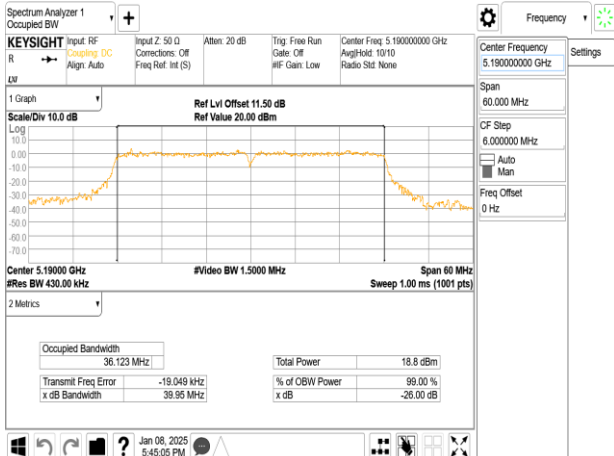 Spectrum Analyzer 1
Occupied BW
Frequency
KEYSIGHT
R
Input: RF
Coupling: DC
Align: Auto
Input Z: 50 Ω
Corrections: Off
Freq Ref: Int (S)
Atten: 20 dB
Trig: Free Run
Gate: Off
#IF Gain: Low
Center Freq: 5.190000000 GHz
Avg|Hold: 10/10
Radio Std: None
Center Frequency
5.190000000 GHz
Settings
Span
60.000 MHz
CF Step
6.000000 MHz
Auto
Man
Freq Offset
0 Hz
1 Graph
Scale/Div 10.0 dB
Ref Lvl Offset 11.50 dB
Ref Value 20.00 dBm
Log
10.0
0.00
-10.0
-20.0
-30.0
-40.0
-50.0
-60.0
-70.0
Center 5.19000 GHz
#Video BW 1.5000 MHz
Span 60 MHz
#Res BW 430.00 kHz
Sweep 1.00 ms (1001 pts)
2 Metrics
Occupied Bandwidth
36.123 MHz
Total Power 18.8 dBm
Transmit Freq Error -19.049 kHz
% of OBW Power 99.00 %
x dB Bandwidth 39.95 MHz
x dB -26.00 dB
?
Jan 08, 2025
5:45:05 PM